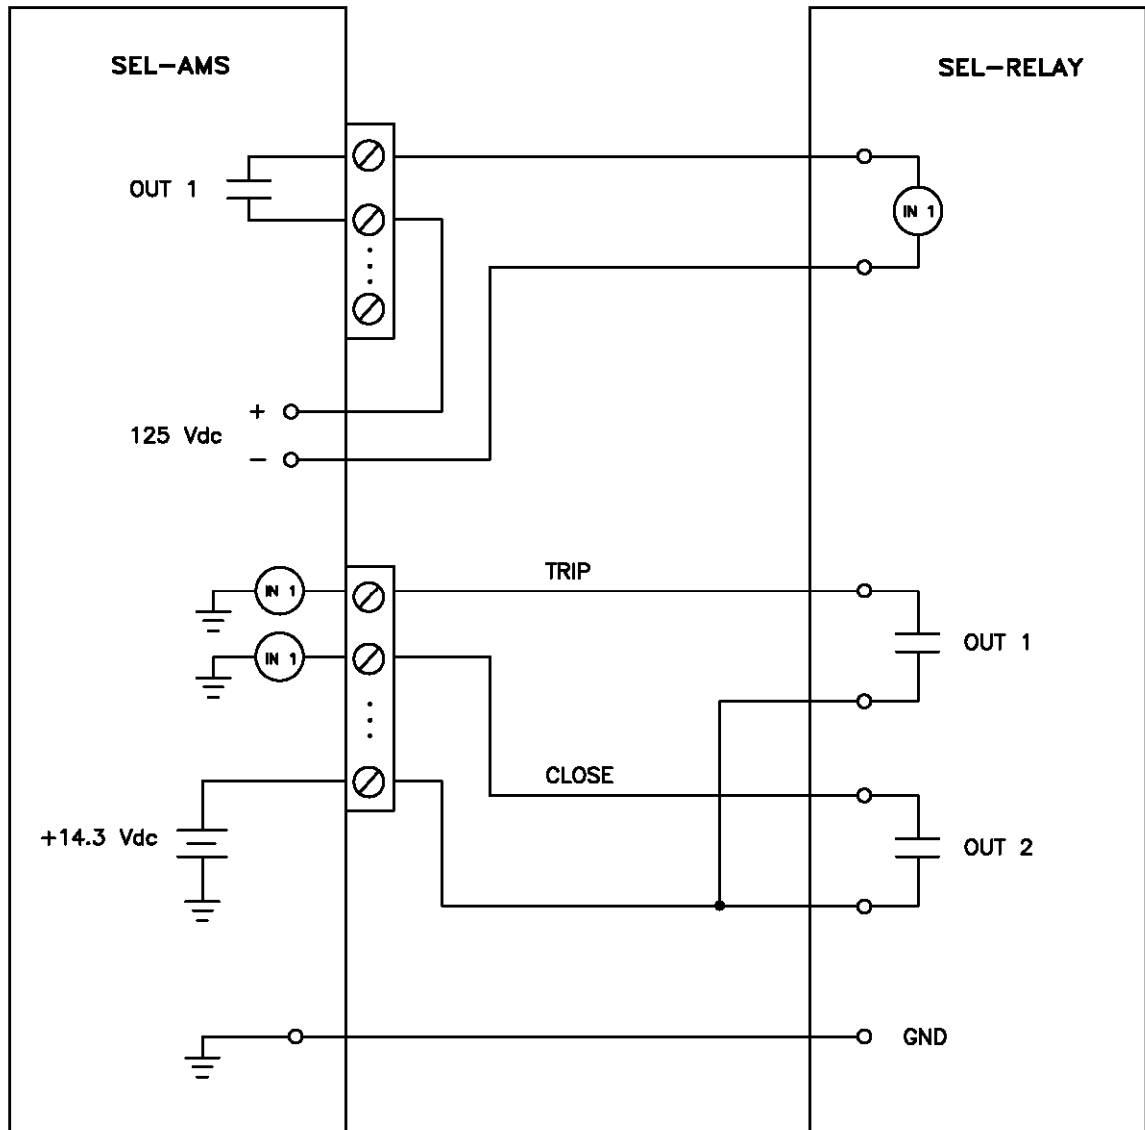 SEL-AMS
SEL-RELAY
OUT 1
IN 1
+
125 Vdc
-
TRIP
IN 1
OUT 1
IN 1
CLOSE
+14.3 Vdc
OUT 2
GND